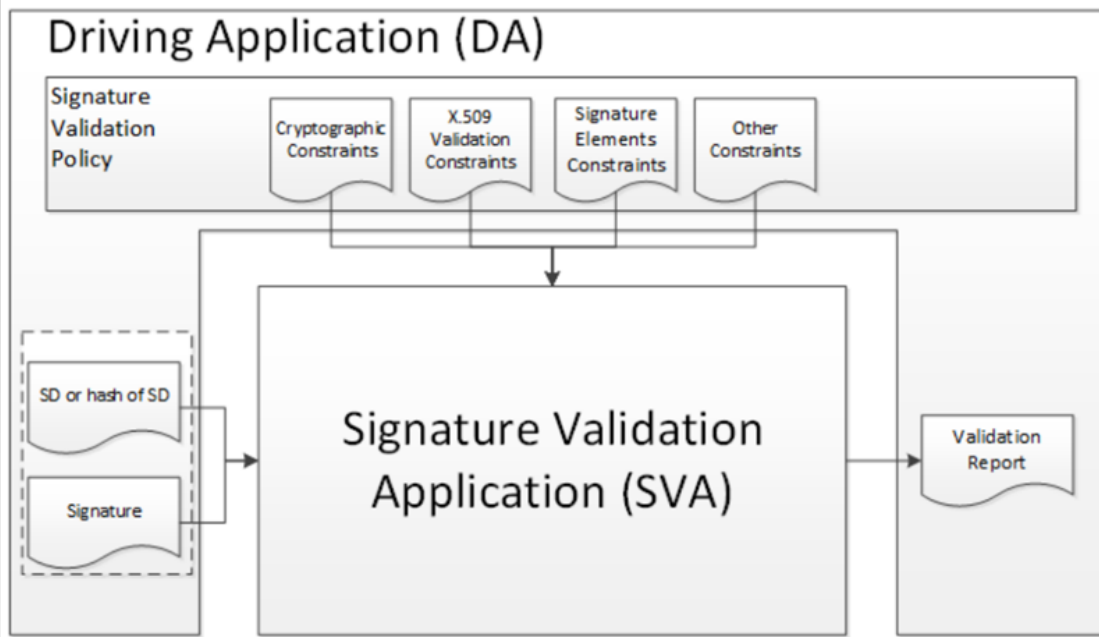 Driving Application (DA)
Signature
Validation
Policy
Cryptographic
Constraints
X.509
Validation
Constraints
Signature
Elements
Constraints
Other
Constraints
SD or hash of SD
Signature
Signature Validation
Application (SVA)
Validation
Report